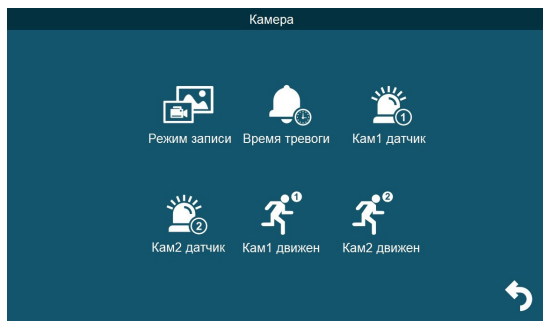 Камера
Режим записи Время тревоги Кам1 датчик
Кам2 датчик Кам1 движен Кам2 движен